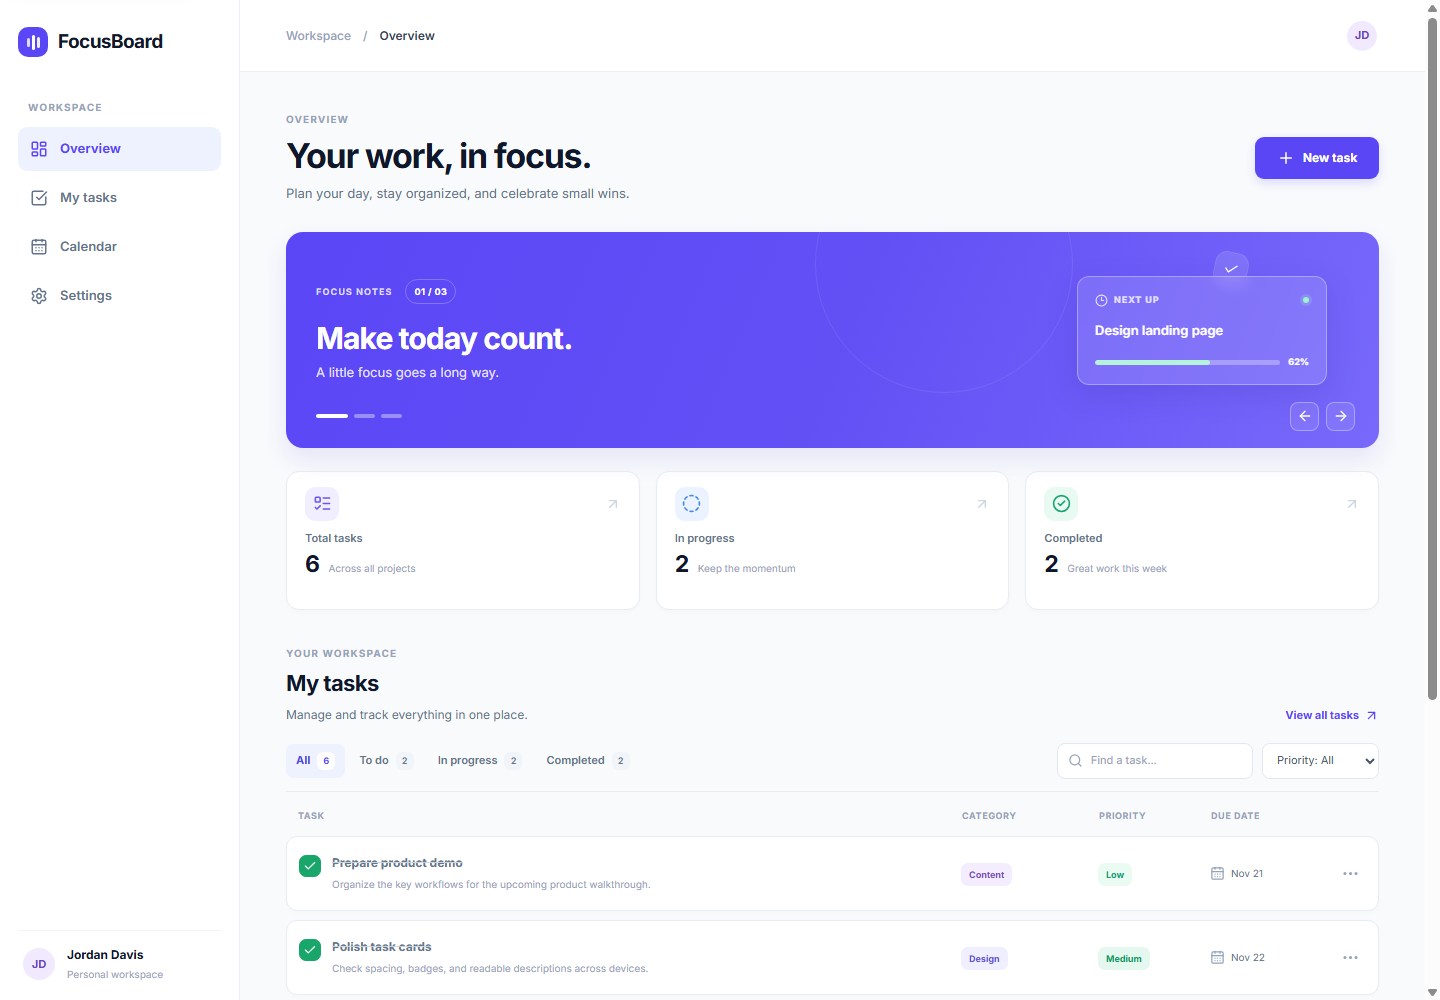 FocusBoard
WORKSPACE
Overview
My tasks
Calendar
Settings
Jordan Davis
JD
Personal workspace
Workspace / Overview
JD
OVERVIEW
Your work, in focus.
Plan your day, stay organized, and celebrate small wins.
New task
FOCUS NOTES 01 / 03
Make today count.
A little focus goes a long way.
NEXT UP
Design landing page
62%
Total tasks
6 Across all projects
In progress
2 Keep the momentum
Completed
2 Great work this week
YOUR WORKSPACE
My tasks
Manage and track everything in one place.
View all tasks
All 6 To do 2 In progress 2 Completed 2
Find a task...
Priority: All
TASK CATEGORY PRIORITY DUE DATE
Prepare product demo
Organize the key workflows for the upcoming product walkthrough.
Content Low Nov 21
Polish task cards
Check spacing, badges, and readable descriptions across devices.
Design Medium Nov 22